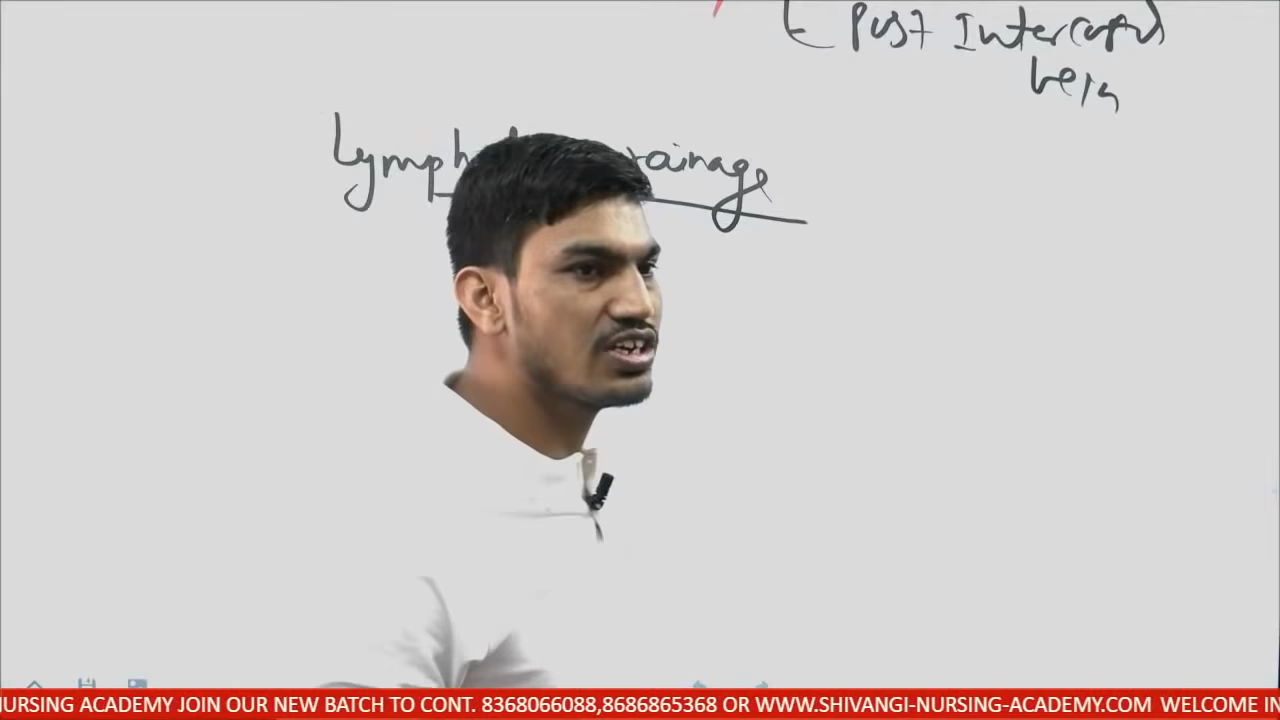 Post Intercostal
vein
Lymph rainage
NURSING ACADEMY JOIN OUR NEW BATCH TO CONT. 8368066088,8686865368 OR WWW.SHIVANGI-NURSING-ACADEMY.COM WELCOME IN